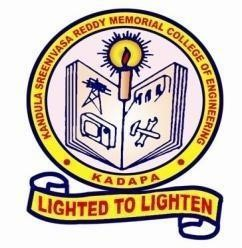 KANDULA SREENIVASA REDDY MEMORIAL COLLEGE OF ENGINEERING
KADAPA
LIGHTED TO LIGHTEN